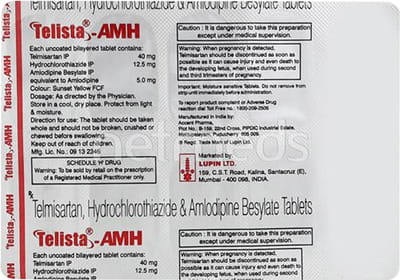 Telmisartan, Hydrochlorothiazide & Amlodipine Besylate Tablets
Telista-AMH
Each uncoated bilayered tablet contains:
Telmisartan IP 40 mg
Hydrochlorothiazide IP 12.5 mg
Amlodipine Besylate IP
equivalent to Amlodipine 5.0 mg
Colour: Sunset Yellow FCF
Dosage: As directed by the Physician.
Store in a cool, dry place. Protect from light
& moisture.
Direction for use: The tablet should be taken
whole and should not be broken, crushed or
chewed before swallowing.
Keep out of reach of children.
Mfg. Lic. No.:
SCHEDULE 'H' DRUG
Warning: To be sold by retail on the prescription
of a Registered Medical Practitioner only.
Caution : It is dangerous to take this preparation
except under medical supervision.
Warning: When pregnancy is detected,
Telmisartan should be discontinued as soon as
possible as it can cause injury and even death to
the developing fetus, when used during second
and third trimesters of pregnancy.
Important: Moisture sensitive Tablets. Do not remove from
strip unless immediately before administration.
To report product complaint or Adverse Drug
reaction dial Toll Free no.: 1800-209-2505
Manufactured in India by:
Accent Pharma,
Plot No.: B-159, 22nd Cross, PIPDIC Industrial Estate,
Mettupalayam, Puducherry 605 009.
Regd. Trade Mark of Lupin Ltd.
Marketed by:
LUPIN LTD.
159, C.S.T. Road, Kalina, Santacruz (E),
Mumbai - 400 098, INDIA.
netmeds
Rx
Telmisartan, Hydrochlorothiazide & Amlodipine Besylate Tablets
Telista-AMH
Each uncoated bilayered tablet contains:
Telmisartan IP 40 mg
Hydrochlorothiazide IP 12.5 mg
Amlodipine Besylate IP
Caution : It is dangerous to take this preparation
except under medical supervision.
Warning: When pregnancy is detected,
Telmisartan should be discontinued as soon as
possible as it can cause injury and even death to
the developing fetus, when used during second